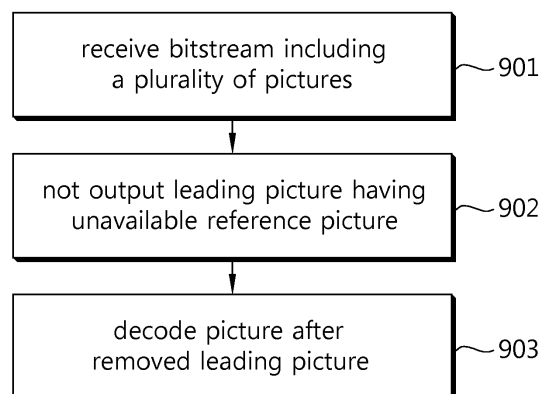 receive bitstream including
a plurality of pictures
901
not output leading picture having
unavailable reference picture
902
decode picture after
removed leading picture
903